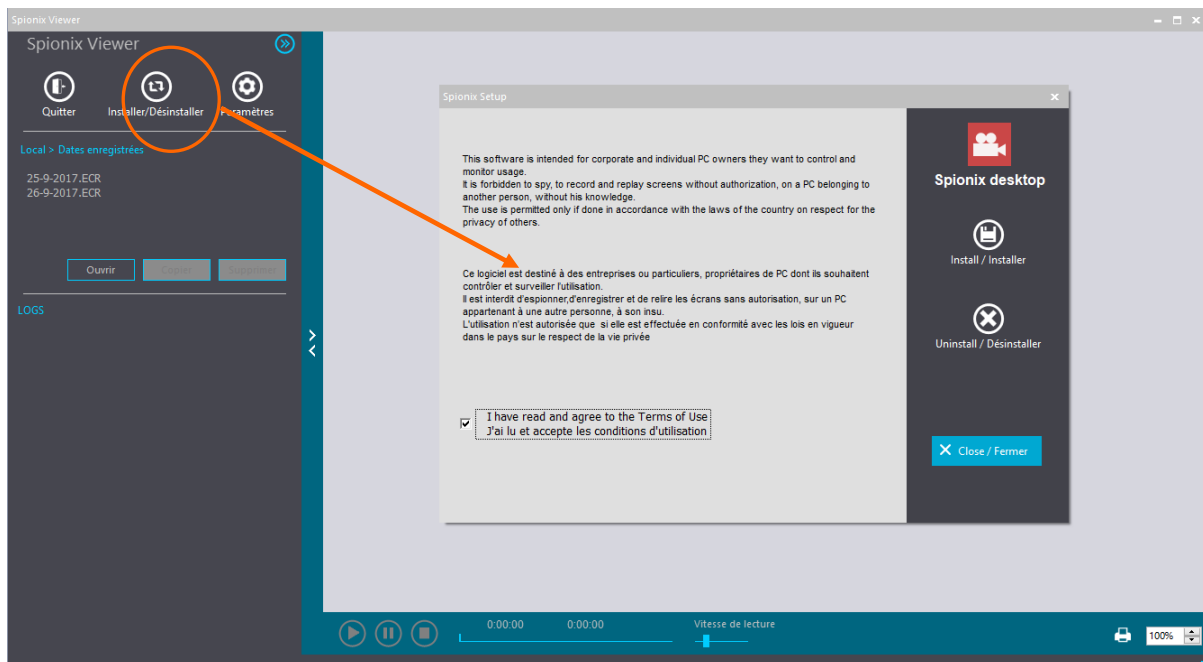 Spionix Viewer
Spionix Viewer
Quitter
Installer/Désinstaller
Paramètres
Local > Dates enregistrées
25-9-2017.ECR
26-9-2017.ECR
Ouvrir
Copier
Supprimer
LOGS
Spionix Setup
This software is intended for corporate and individual PC owners they want to control and
monitor usage.
It is forbidden to spy, to record and replay screens without authorization, on a PC belonging to
another person, without his knowledge.
The use is permitted only if done in accordance with the laws of the country on respect for the
privacy of others.
Ce logiciel est destiné à des entreprises ou particuliers, propriétaires de PC dont ils souhaitent
contrôler et surveiller l'utilisation.
Il est interdit d'espionner,d'enregistrer et de relire les écrans sans autorisation, sur un PC
appartenant à une autre personne, à son insu.
L'utilisation n'est autorisée que si elle est effectuée en conformité avec les lois en vigueur
dans le pays sur le respect de la vie privée
I have read and agree to the Terms of Use
J'ai lu et accepte les conditions d'utilisation
Spionix desktop
Install / Installer
Uninstall / Désinstaller
Close / Fermer
0:00:00
0:00:00
Vitesse de lecture
100%